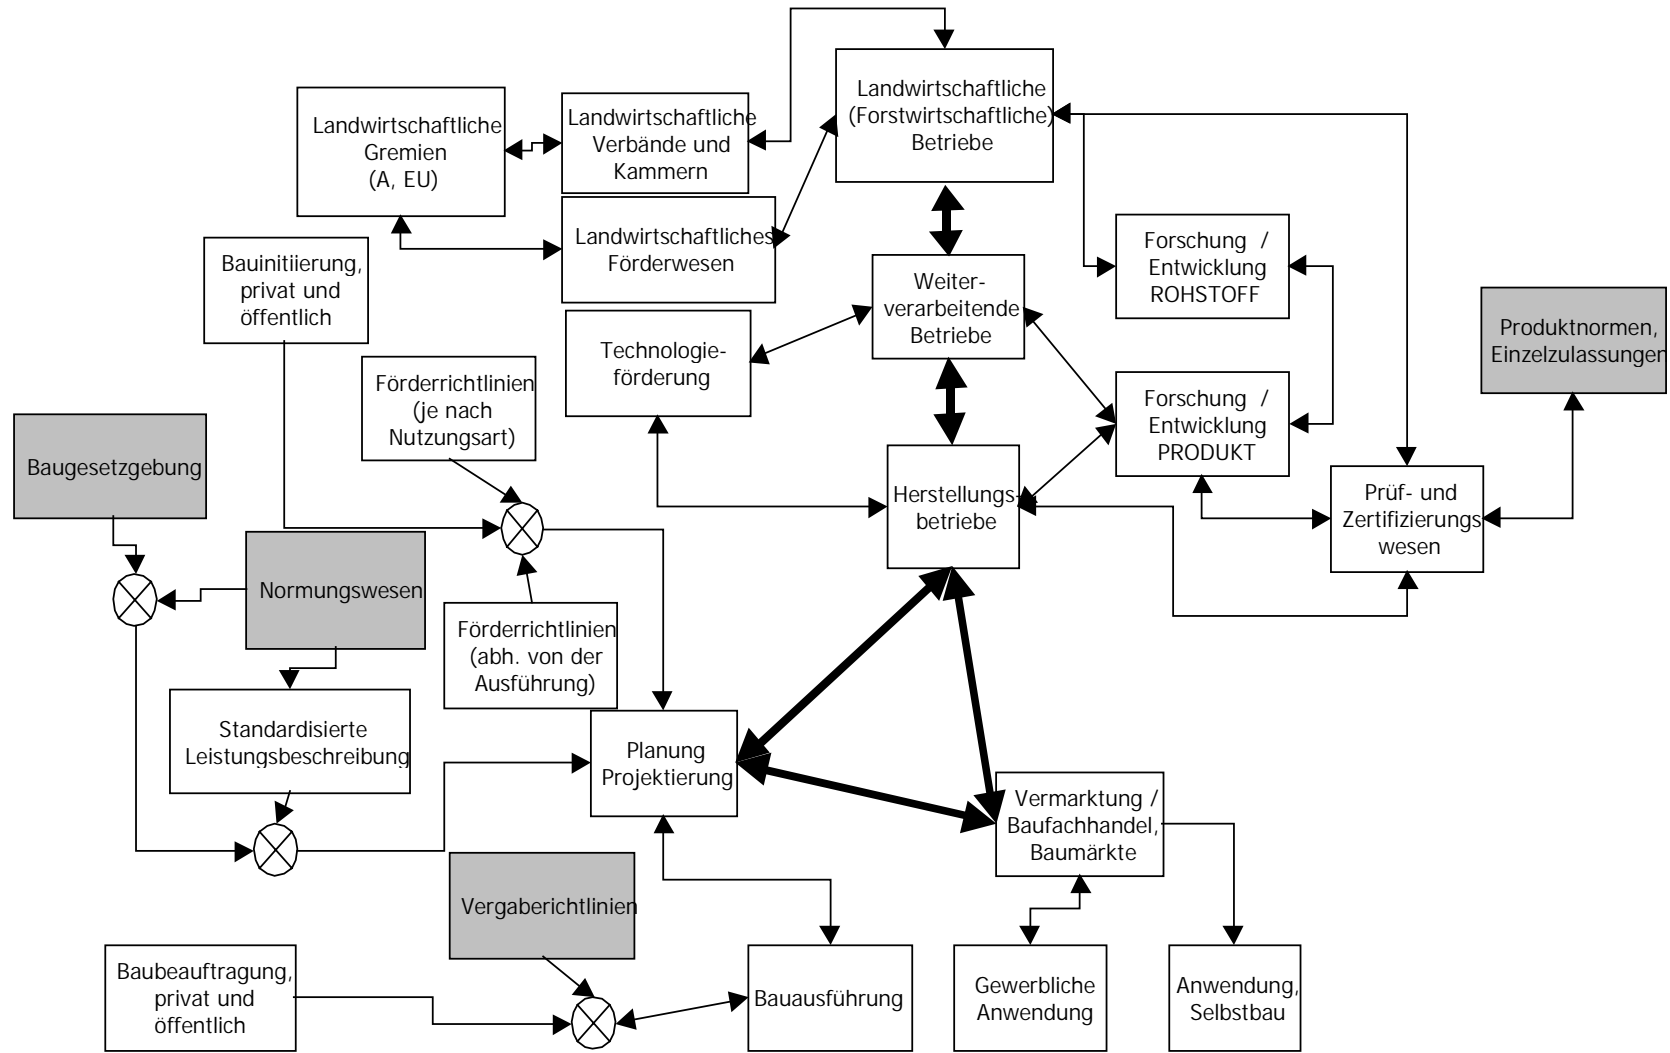 Landwirtschaftliche
(Forstwirtschaftliche)
Betriebe
Landwirtschaftliche
Verbände und
Kammern
Landwirtschaftliche
Gremien
(A, EU)
Landwirtschaftliches
Förderwesen
Bauinitiierung,
privat und
öffentlich
Forschung /
Entwicklung
ROHSTOFF
Weiter-
verarbeitende
Betriebe
Produktnormen,
Einzelzulassungen
Technologie-
förderung
Förderrichtlinien
(je nach
Nutzungsart)
Forschung /
Entwicklung
PRODUKT
Baugesetzgebung
Herstellungs-
betriebe
Prüf- und
Zertifizierungs
wesen
Normungswesen
Förderrichtlinien
(abh. von der
Ausführung)
Standardisierte
Leistungsbeschreibung
Planung
Projektierung
Vermarktung /
Baufachhandel,
Baumärkte
Vergaberichtlinien
Baubeauftragung,
privat und
öffentlich
Bauausführung
Gewerbliche
Anwendung
Anwendung,
Selbstbau